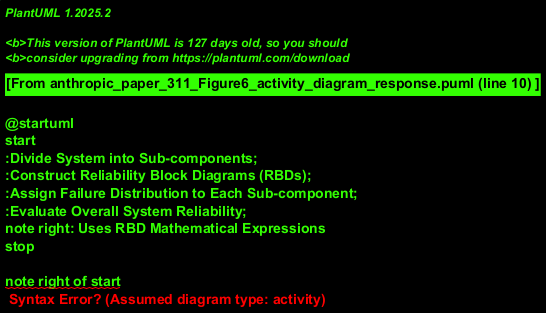 PlantUML 1.2025.2
<b>This version of PlantUML is 127 days old, so you should
<b>consider upgrading from https://plantuml.com/download
[From anthropic_paper_311_Figure6_activity_diagram_response.puml (line 10) ]
@startuml
start
:Divide System into Sub-components;
:Construct Reliability Block Diagrams (RBDs);
:Assign Failure Distribution to Each Sub-component;
:Evaluate Overall System Reliability;
note right: Uses RBD Mathematical Expressions
stop
note right of start
Syntax Error? (Assumed diagram type: activity)